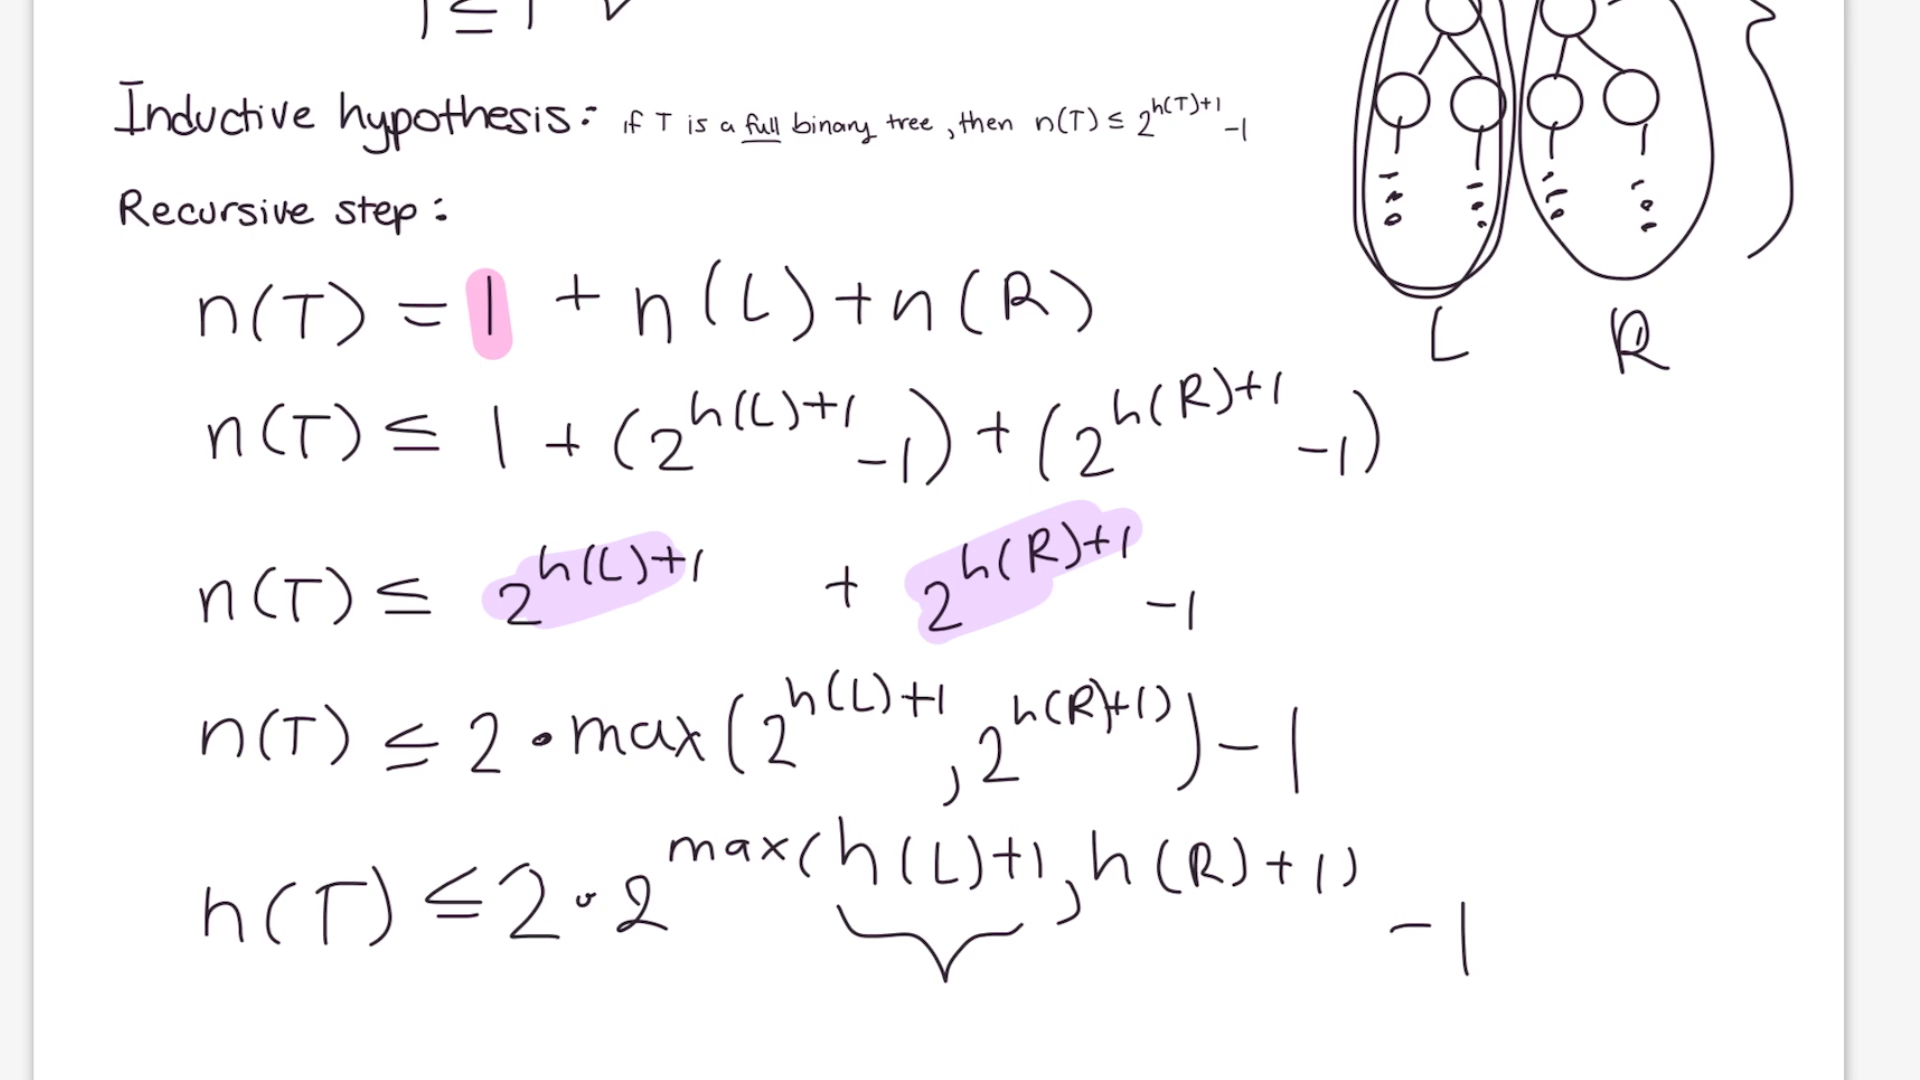 1 ≤ 1 ✓
Inductive hypothesis: if T is a full binary tree, then n(T) ≤ 2^{h(T)+1} -1
Recursive step:
n(T) = 1 + n(L) + n(R)
n(T) ≤ 1 + (2^{h(L)+1} -1) + (2^{h(R)+1} -1)
n(T) ≤ 2^{h(L)+1} + 2^{h(R)+1} -1
n(T) ≤ 2 · max(2^{h(L)+1}, 2^{h(R)+1)}) - 1
h(T) ≤ 2 · 2^{max(h(L)+1, h(R)+1)} - 1
L
R